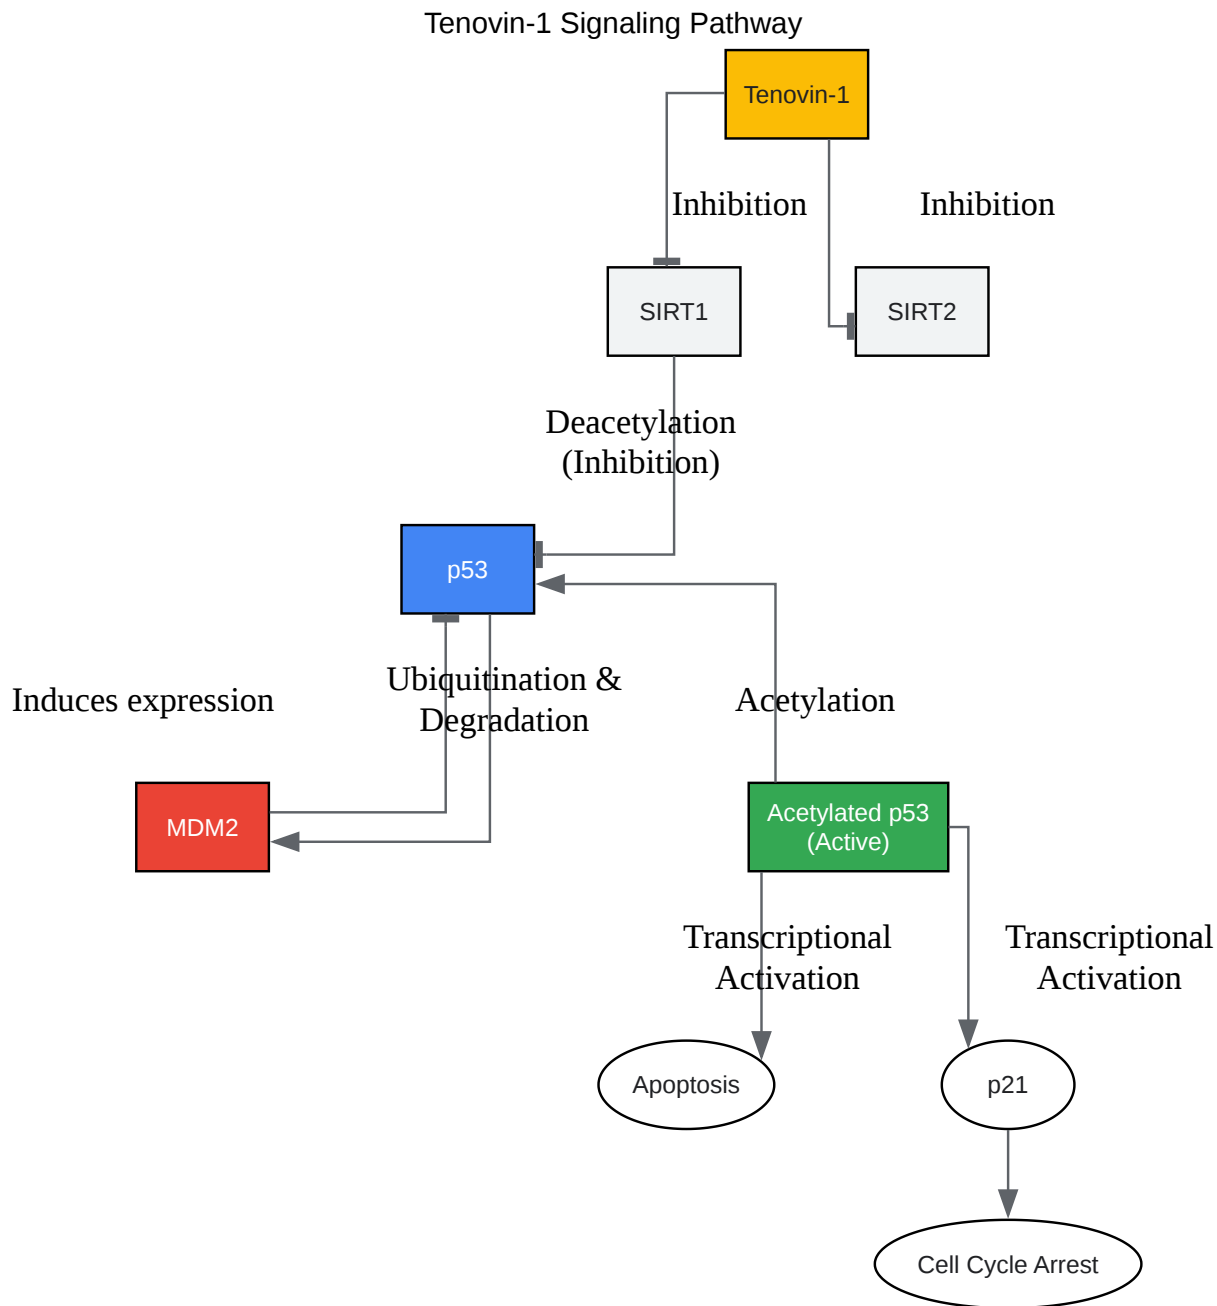 Tenovin-1 Signaling Pathway
Tenovin-1
Inhibition
Inhibition
SIRT1
SIRT2
Deacetylation
(Inhibition)
p53
Induces expression
Ubiquitination &
Degradation
Acetylation
MDM2
Acetylated p53
(Active)
Transcriptional
Activation
Transcriptional
Activation
Apoptosis
p21
Cell Cycle Arrest